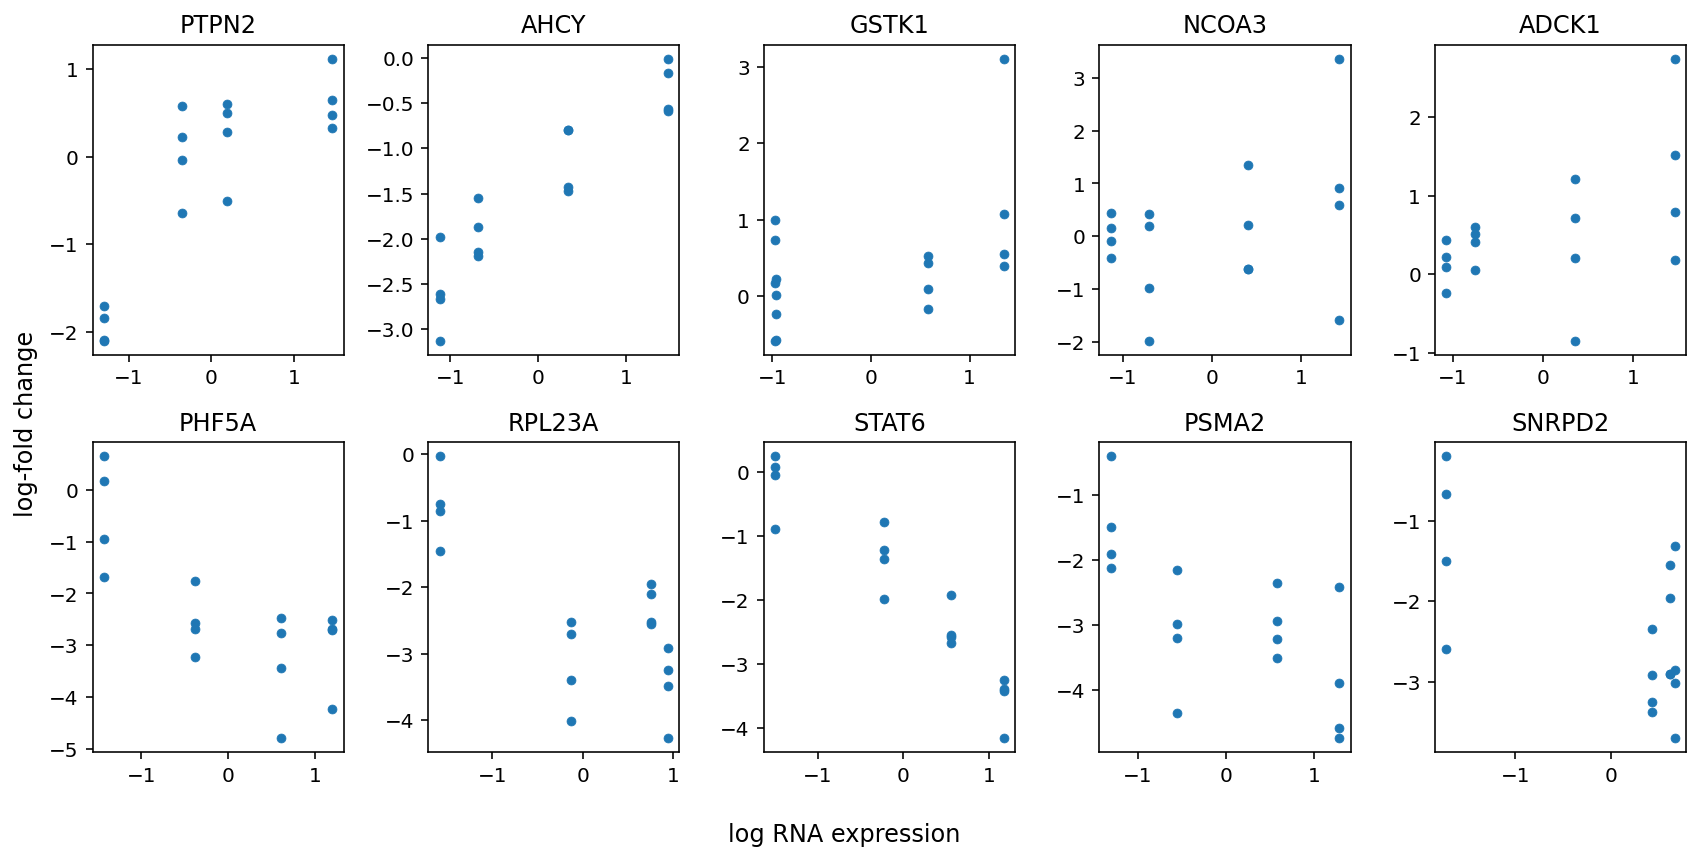 PTPN2 AHCY GSTK1 NCOA3 ADCK1
1 0 −1 −2
−1 0 1
0.0 −0.5 −1.0 −1.5 −2.0 −2.5 −3.0
−1 0 1
3 2 1 0
−1 0 1
3 2 1 0 −1 −2
−1 0 1
2 1 0 −1
−1 0 1
log-fold change
PHF5A RPL23A STAT6 PSMA2 SNRPD2
0 −1 −2 −3 −4 −5
−1 0 1
0 −1 −2 −3 −4
−1 0 1
0 −1 −2 −3 −4
−1 0 1
−1 −2 −3 −4
−1 0 1
−1 −2 −3
−1 0
log RNA expression